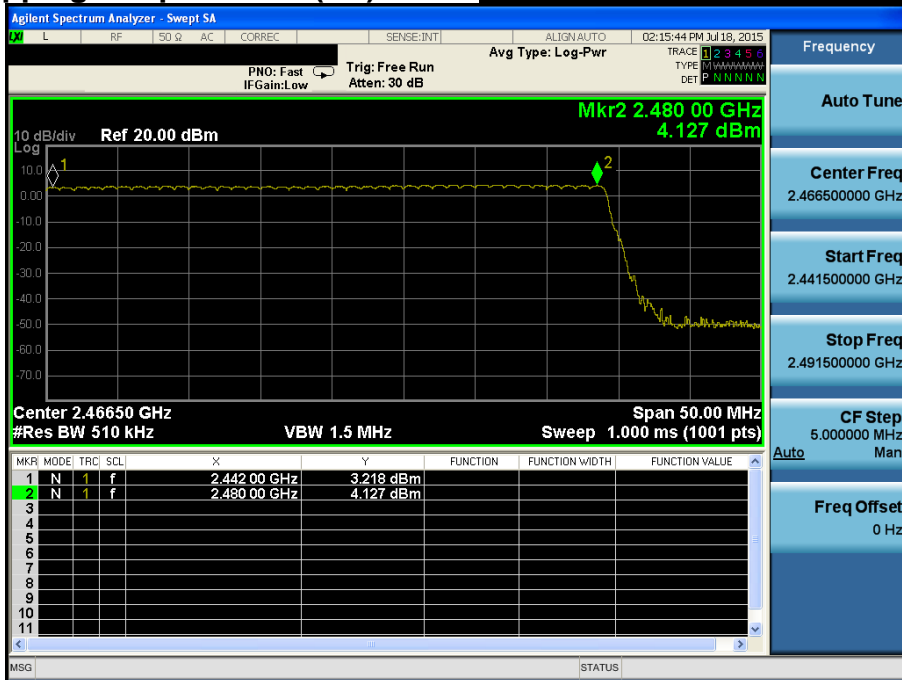 Agilent Spectrum Analyzer - Swept SA
LXI L RF 50 Ω AC CORREC SENSE:INT ALIGN AUTO 02:15:44 PM Jul 18, 2015
Avg Type: Log-Pwr TRACE 1 2 3 4 5 6
PNO: Fast Trig: Free Run TYPE M
IFGain:Low Atten: 30 dB DET P N N N N N
Mkr2 2.480 00 GHz
10 dB/div Ref 20.00 dBm 4.127 dBm
Log
1
2
10.0
0.00
-10.0
-20.0
-30.0
-40.0
-50.0
-60.0
-70.0
Center 2.46650 GHz Span 50.00 MHz
#Res BW 510 kHz VBW 1.5 MHz Sweep 1.000 ms (1001 pts)
MKR MODE TRC SCL X Y FUNCTION FUNCTION WIDTH FUNCTION VALUE
1 N 1 f 2.442 00 GHz 3.218 dBm
2 N 1 f 2.480 00 GHz 4.127 dBm
3
4
5
6
7
8
9
10
11
MSG STATUS
Frequency
Auto Tune
Center Freq
2.466500000 GHz
Start Freq
2.441500000 GHz
Stop Freq
2.491500000 GHz
CF Step
5.000000 MHz
Auto Man
Freq Offset
0 Hz